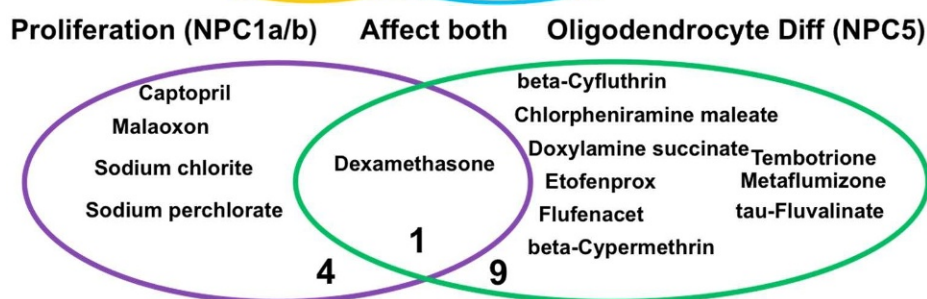 Proliferation (NPC1a/b) Affect both Oligodendrocyte Diff (NPC5)
Captopril
Malaoxon
Sodium chlorite
Sodium perchlorate
4
Dexamethasone
1
beta-Cyfluthrin
Chlorpheniramine maleate
Doxylamine succinate
Etofenprox
Flufenacet
beta-Cypermethrin
Tembotrione
Metaflumizone
tau-Fluvalinate
9